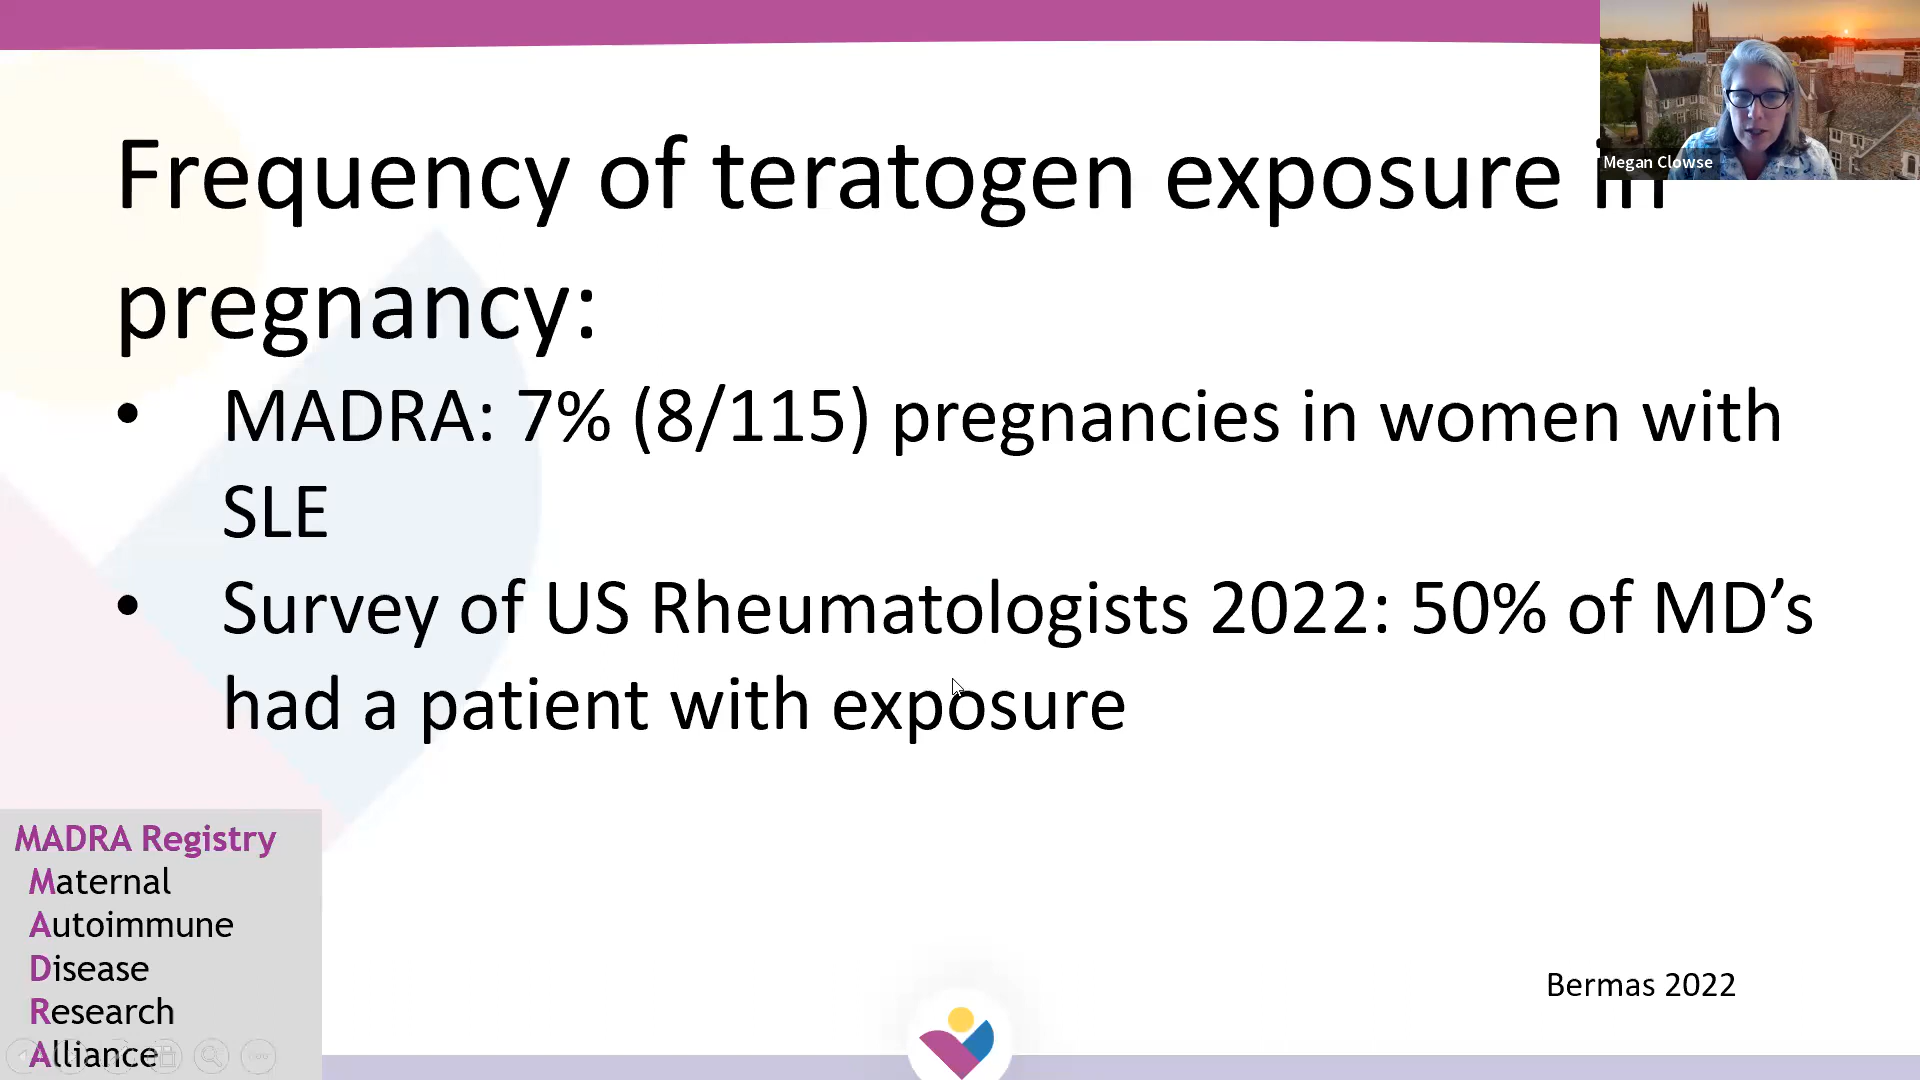 Frequency of teratogen exposure in
pregnancy:
• MADRA: 7% (8/115) pregnancies in women with
SLE
• Survey of US Rheumatologists 2022: 50% of MD’s
had a patient with exposure
MADRA Registry
Maternal
Autoimmune
Disease
Research
Alliance
Bermas 2022
Megan Clowse